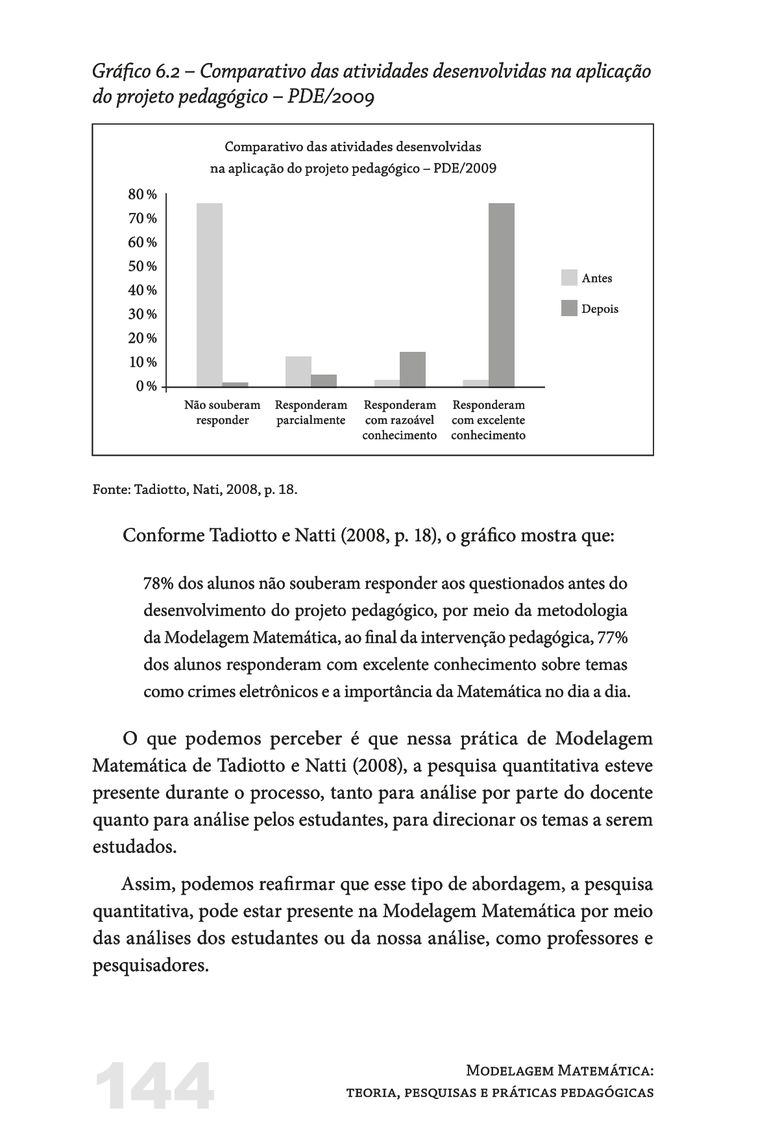 Gráfico 6.2 – Comparativo das atividades desenvolvidas na aplicação
do projeto pedagógico – PDE/2009
Comparativo das atividades desenvolvidas
na aplicação do projeto pedagógico – PDE/2009
80 %
70 %
60 %
50 %
40 %
30 %
20 %
10 %
0 %
Antes
Depois
Não souberam
responder
Responderam
parcialmente
Responderam
com razoável
conhecimento
Responderam
com excelente
conhecimento
Fonte: Tadiotto, Nati, 2008, p. 18.
Conforme Tadiotto e Natti (2008, p. 18), o gráfico mostra que:
78% dos alunos não souberam responder aos questionados antes do
desenvolvimento do projeto pedagógico, por meio da metodologia
da Modelagem Matemática, ao final da intervenção pedagógica, 77%
dos alunos responderam com excelente conhecimento sobre temas
como crimes eletrônicos e a importância da Matemática no dia a dia.
O que podemos perceber é que nessa prática de Modelagem
Matemática de Tadiotto e Natti (2008), a pesquisa quantitativa esteve
presente durante o processo, tanto para análise por parte do docente
quanto para análise pelos estudantes, para direcionar os temas a serem
estudados.
Assim, podemos reafirmar que esse tipo de abordagem, a pesquisa
quantitativa, pode estar presente na Modelagem Matemática por meio
das análises dos estudantes ou da nossa análise, como professores e
pesquisadores.
144
Modelagem Matemática:
teoria, pesquisas e práticas pedagógicas